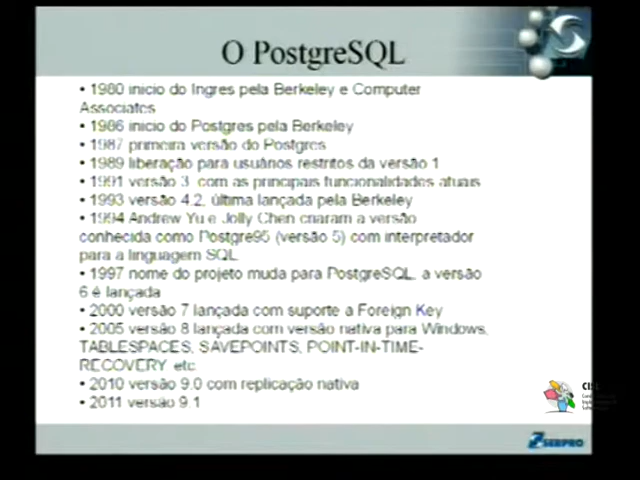 O PostgreSQL
• 1980 inicio do Ingres pela Berkeley e Computer
Associates
• 1986 inicio do Postgres pela Berkeley
• 1987 primeira versão do Postgres
• 1989 liberação para usuários restritos da versão 1
• 1991 versão 3 com as principais funcionalidades atuais
• 1993 versão 4.2, última lançada pela Berkeley
• 1994 Andrew Yu e Jolly Chen criaram a versão
conhecida como Postgre95 (versão 5) com interpretador
para a linguagem SQL
• 1997 nome do projeto muda para PostgreSQL, a versão
6 é lançada
• 2000 versão 7 lançada com suporte a Foreign Key
• 2005 versão 8 lançada com versão nativa para Windows,
TABLESPACES, SAVEPOINTS, POINT-IN-TIME-
RECOVERY etc
• 2010 versão 9.0 com replicação nativa
• 2011 versão 9.1
SERPRO